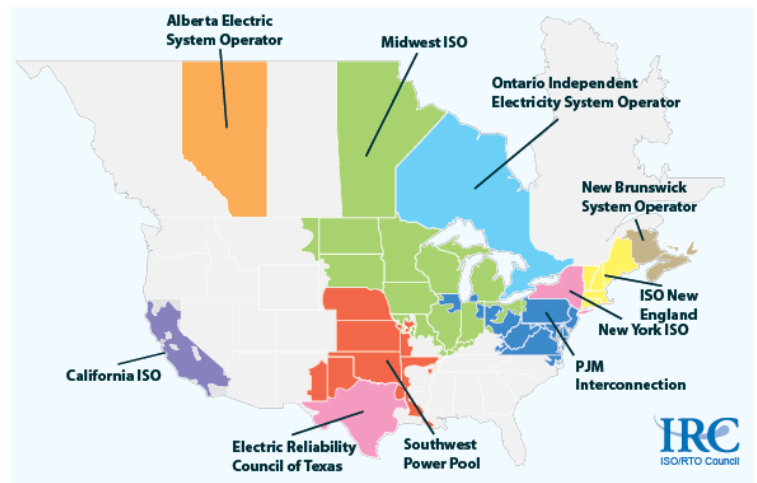 Alberta Electric
System Operator
Midwest ISO
Ontario Independent
Electricity System Operator
New Brunswick
System Operator
ISO New
England
New York ISO
PJM
Interconnection
California ISO
Electric Reliability
Council of Texas
Southwest
Power Pool
IRC
ISO/RTO Council